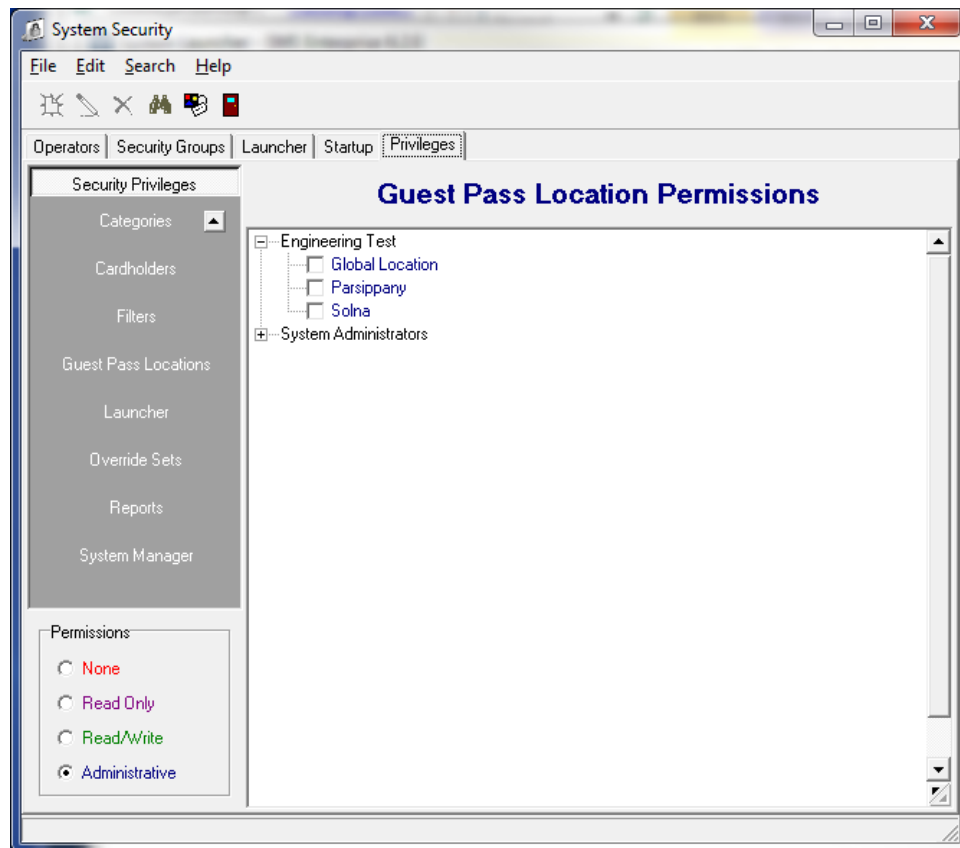 System Security
File Edit Search Help
Operators Security Groups Launcher Startup Privileges
Security Privileges
Categories
Cardholders
Filters
Guest Pass Locations
Launcher
Override Sets
Reports
System Manager
Permissions
None
Read Only
Read/Write
Administrative
Guest Pass Location Permissions
Engineering Test
Global Location
Parsippany
Solna
System Administrators